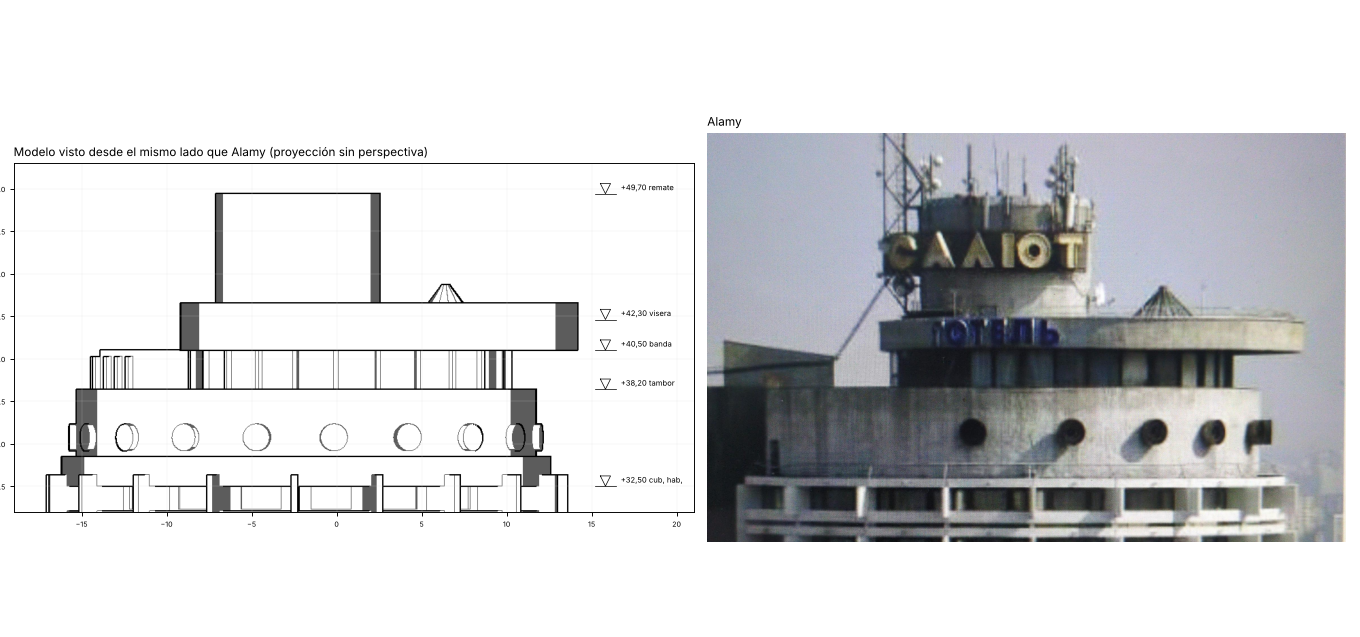 Alamy
Modelo visto desde el mismo lado que Alamy (proyección sin perspectiva)
+49,70 remate
+42,30 visera
+40,50 banda
+38,20 tambor
+32,50 cub, hab,
−15 −10 −5 0 5 10 15 20
САЛЮТ
ОТЕЛЬ